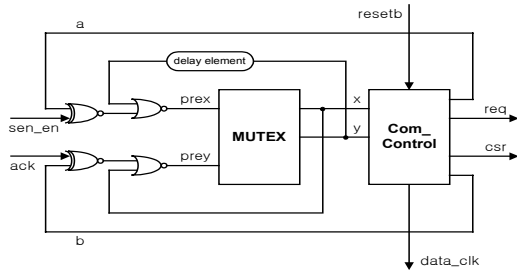 resetb
a
delay element
prex
x
req
sen_en
MUTEX
Com_
Control
y
csr
ack
prey
b
data_clk